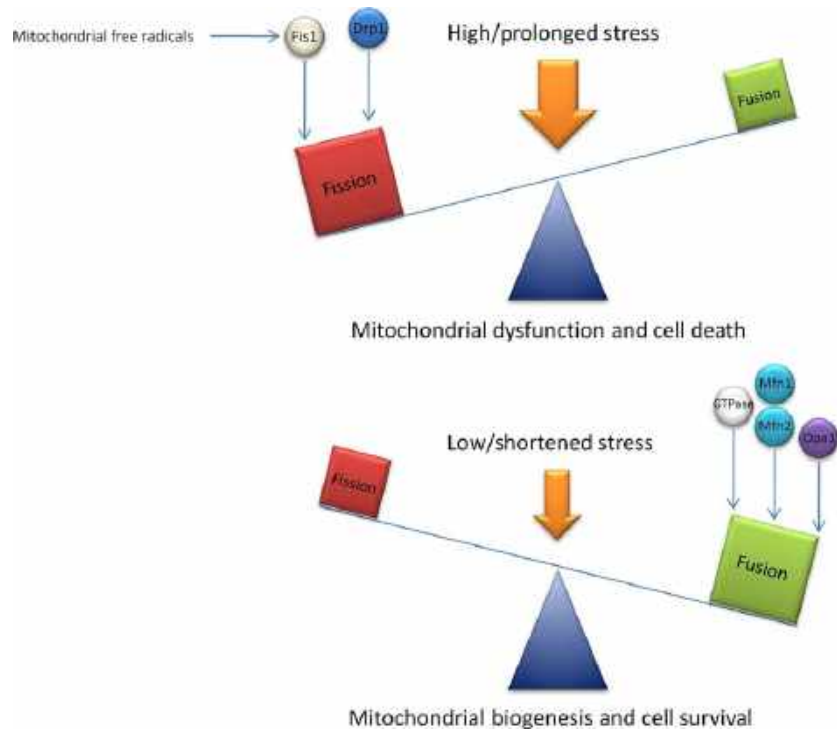 Mitochondrial free radicals
Fis1
Drp1
High/prolonged stress
Fusion
Fission
Mitochondrial dysfunction and cell death
Low/shortened stress
GTPase
Mfn1
Mfn2
Opa1
Fission
Fusion
Mitochondrial biogenesis and cell survival